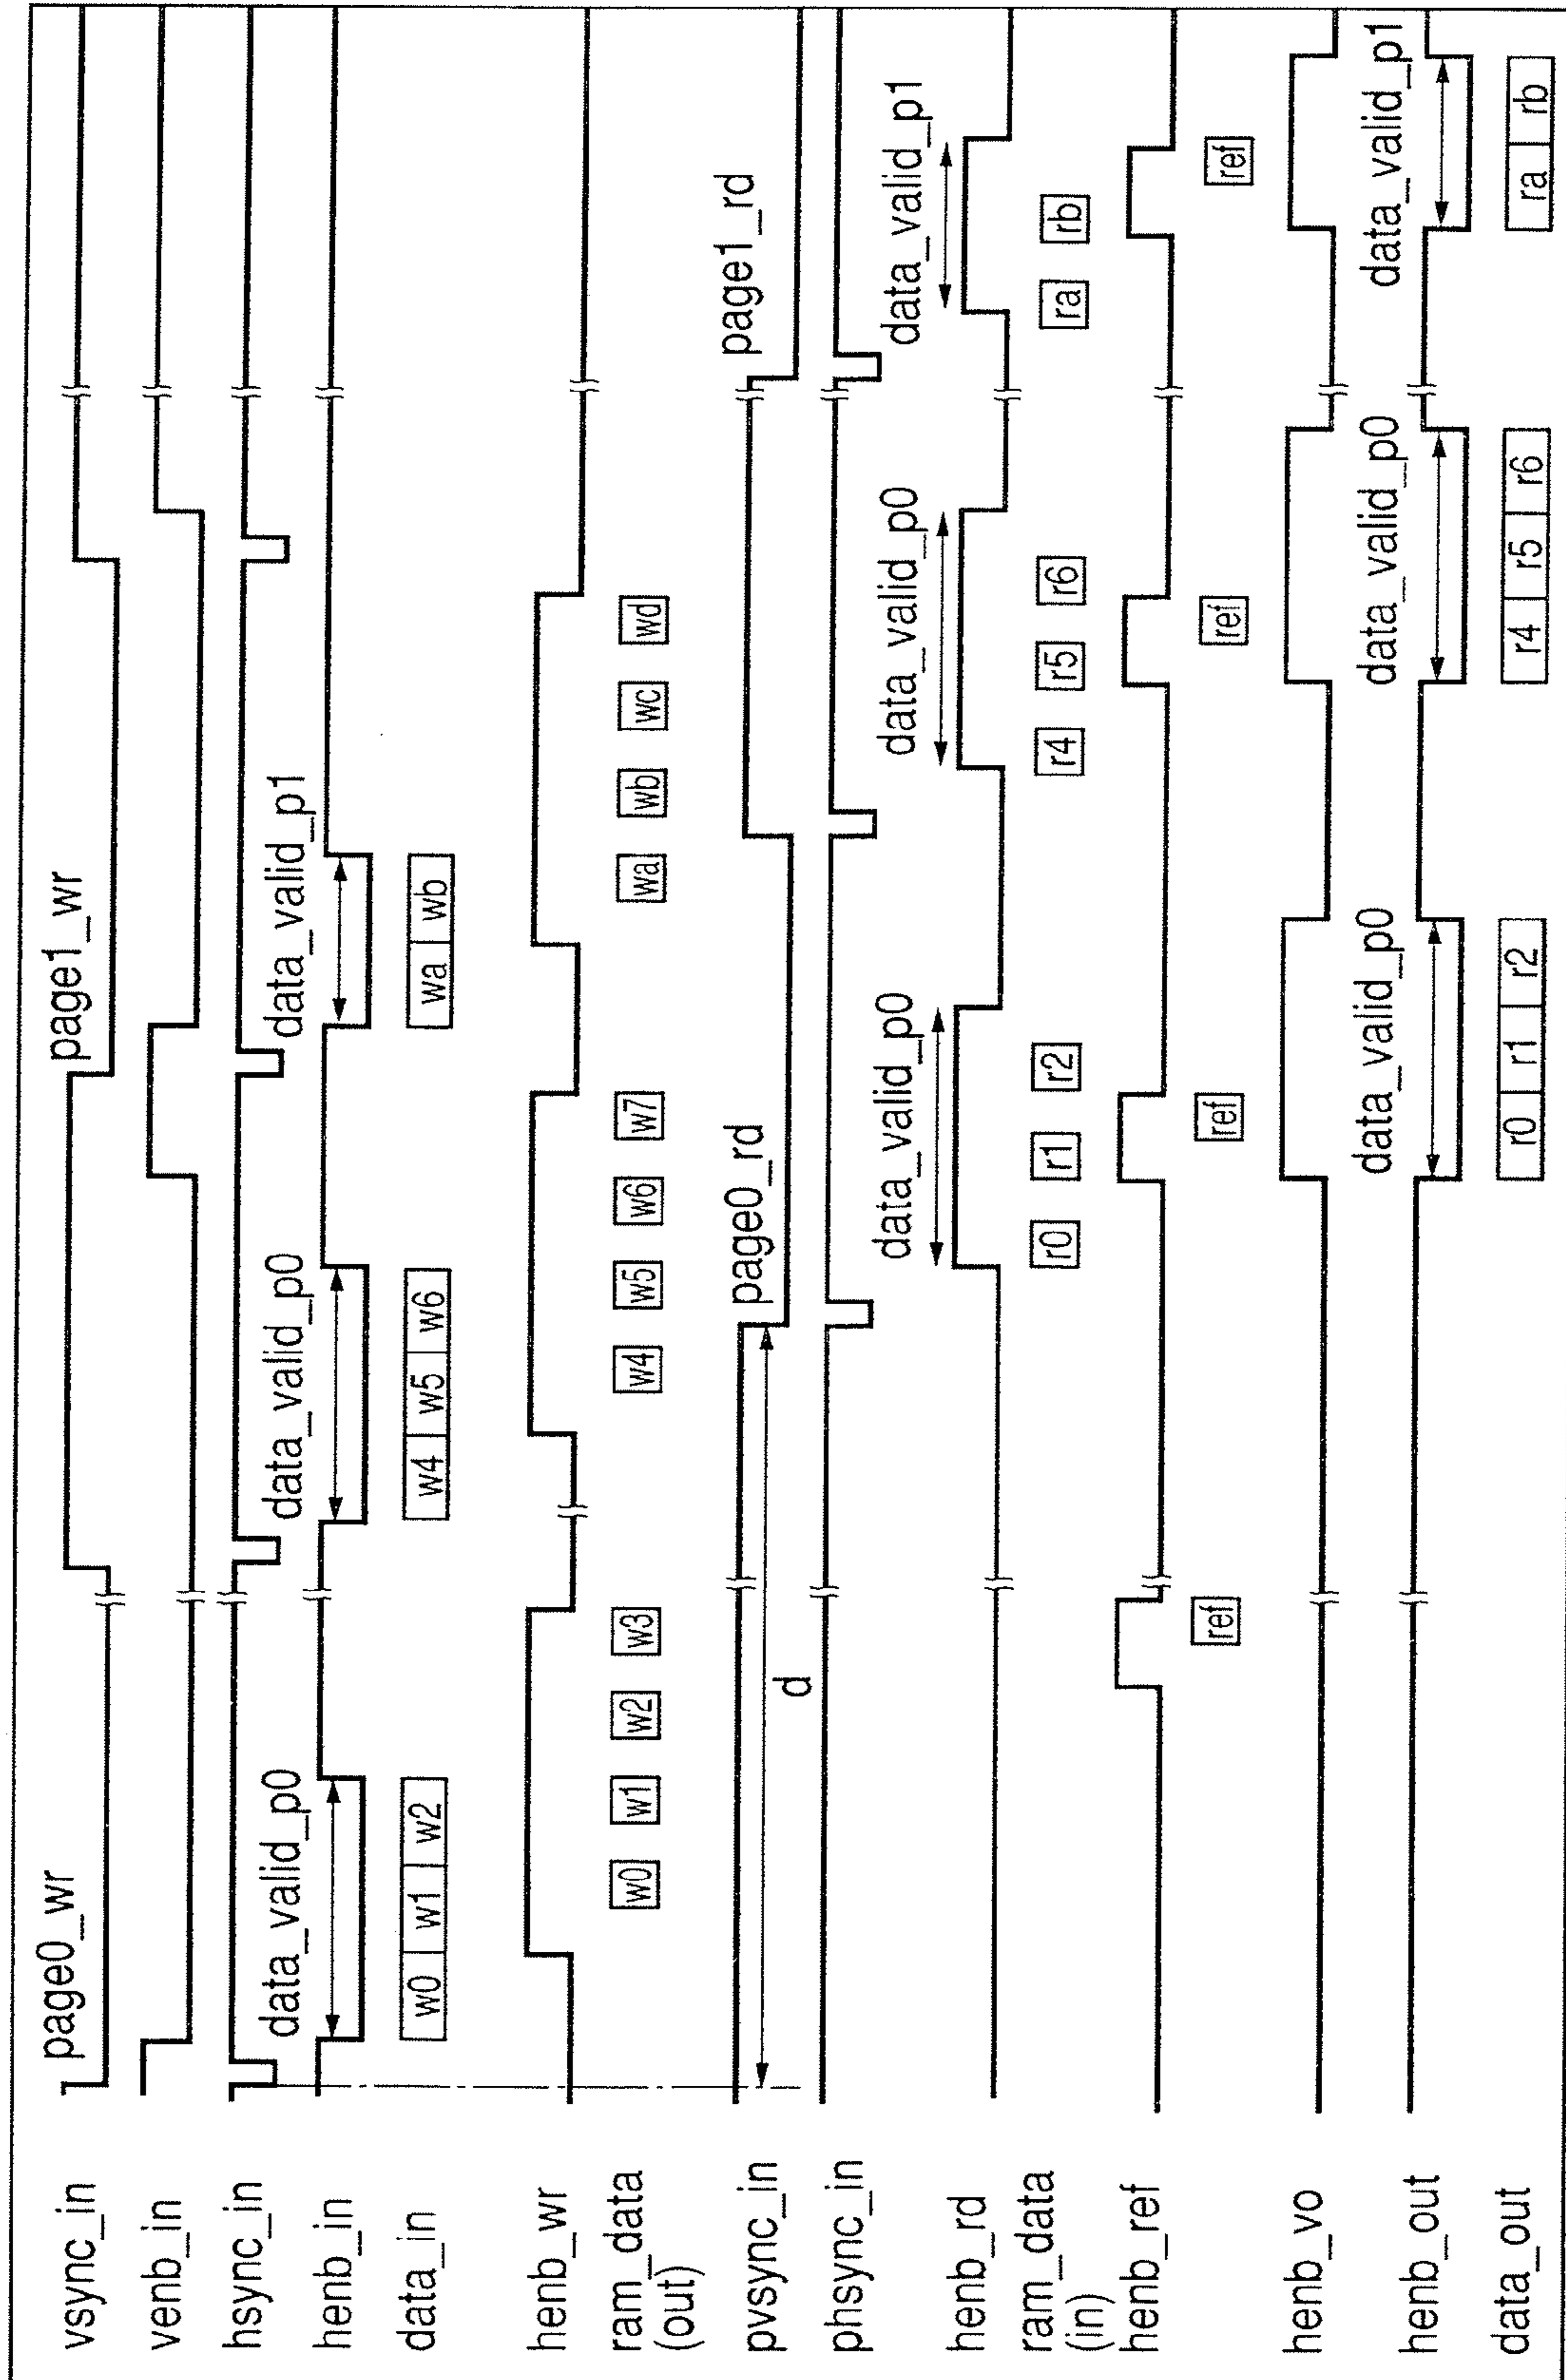 page0_wr page1_wr
vsync_in
venb_in
hsync_in
data_valid_p0 data_valid_p0 data_valid_p1
henb_in
data_in w0 w1 w2 w4 w5 w6 wa wb
henb_wr
ram_data w0 w1 w2 w3 w4 w5 w6 w7 wa wb wc wd
(out)
page0_rd page1_rd
pvsync_in
d
phsync_in
data_valid_p0 data_valid_p0 data_valid_p1
henb_rd
ram_data r0 r1 r2 r4 r5 r6 ra rb
(in)
henb_ref
ref ref ref ref
henb_vo
data_valid_p0 data_valid_p0 data_valid_p1
henb_out
data_out r0 r1 r2 r4 r5 r6 ra rb